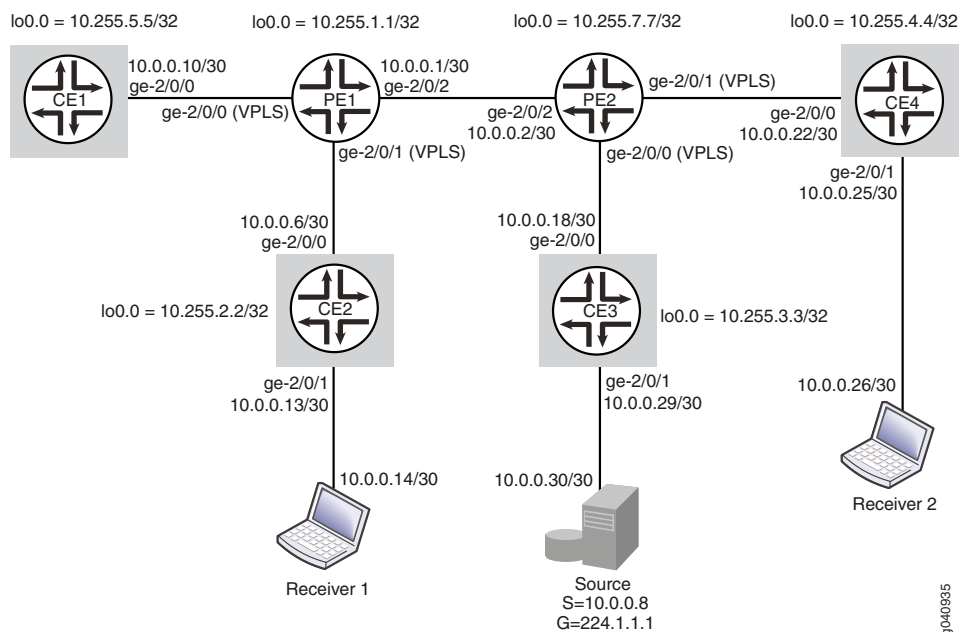 lo0.0 = 10.255.5.5/32
lo0.0 = 10.255.1.1/32
lo0.0 = 10.255.7.7/32
lo0.0 = 10.255.4.4/32
CE1
10.0.0.10/30
ge-2/0/0
ge-2/0/0 (VPLS)
PE1
10.0.0.1/30
ge-2/0/2
ge-2/0/1 (VPLS)
ge-2/0/2
10.0.0.2/30
PE2
ge-2/0/1 (VPLS)
ge-2/0/0 (VPLS)
ge-2/0/0
10.0.0.22/30
CE4
ge-2/0/1
10.0.0.25/30
10.0.0.6/30
ge-2/0/0
10.0.0.18/30
ge-2/0/0
lo0.0 = 10.255.2.2/32
CE2
CE3
lo0.0 = 10.255.3.3/32
ge-2/0/1
10.0.0.13/30
ge-2/0/1
10.0.0.29/30
10.0.0.26/30
10.0.0.14/30
10.0.0.30/30
Receiver 2
Receiver 1
Source
S=10.0.0.8
G=224.1.1.1
g040935